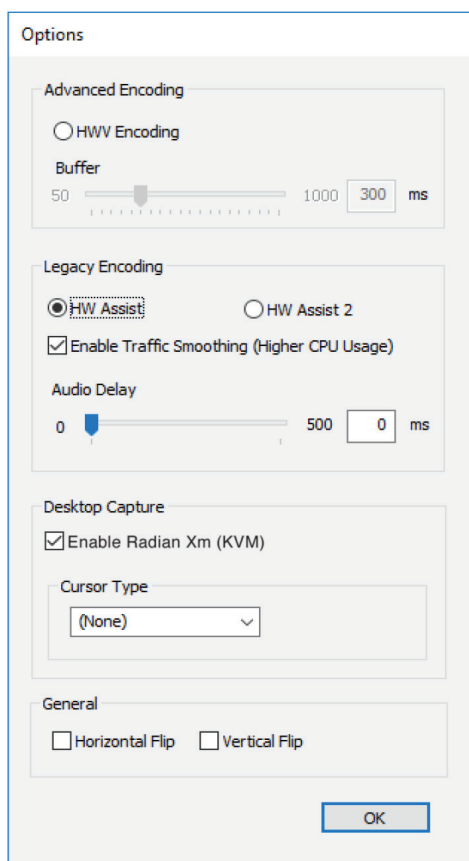 Options
Advanced Encoding
HWV Encoding
Buffer
50 1000 300 ms
Legacy Encoding
HW Assist HW Assist 2
Enable Traffic Smoothing (Higher CPU Usage)
Audio Delay
0 500 0 ms
Desktop Capture
Enable Radian Xm (KVM)
Cursor Type
(None)
General
Horizontal Flip Vertical Flip
OK